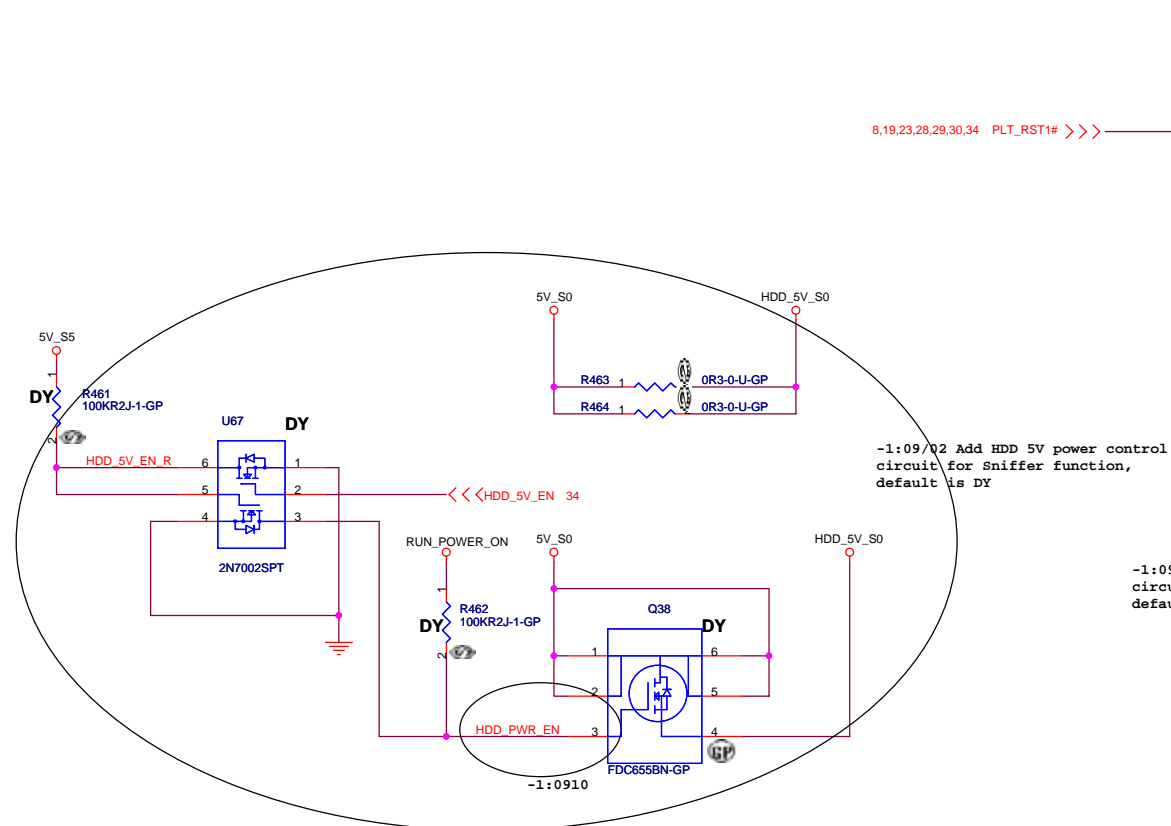 8,19,23,28,29,30,34 PLT_RST1#
5V_S0
HDD_5V_S0
5V_S5
1
DY
R461
100KR2J-1-GP
2
R463 1 0R3-0-U-GP
R464 1 0R3-0-U-GP
U67
DY
HDD_5V_EN_R
6 1
5 2
HDD_5V_EN 34
4 3
2N7002SPT
-1:09/02 Add HDD 5V power control
circuit for Sniffer function,
default is DY
RUN_POWER_ON
5V_S0
HDD_5V_S0
1
R462
DY
100KR2J-1-GP
2
Q38
DY
1 6
2 5
HDD_PWR_EN 3 4
GP
FDC655BN-GP
-1:0910
-1:09
circu
defau